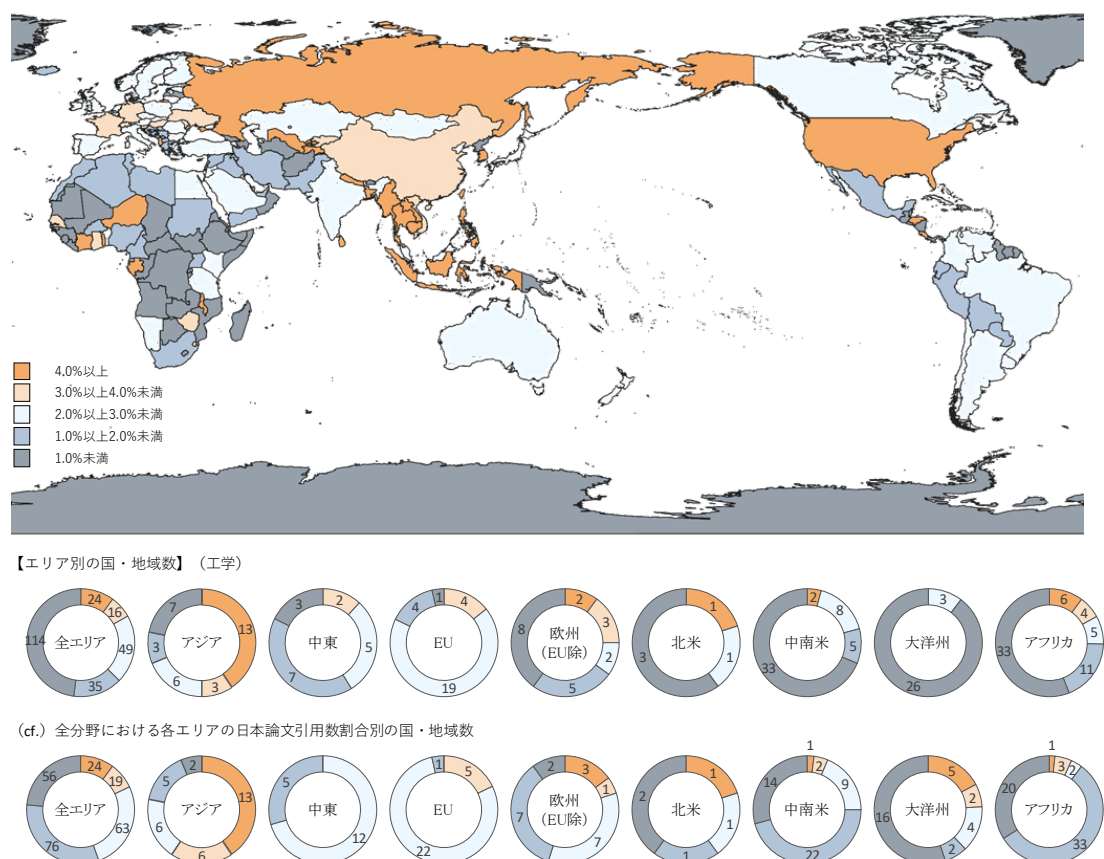 4.0%以上
3.0%以上4.0%未満
2.0%以上3.0%未満
1.0%以上2.0%未満
1.0%未満
【エリア別の国・地域数】（工学）
全エリア 24 16 49 35 114
アジア 13 3 6 3 7
中東 2 5 7 3
EU 4 19 4 1
欧州（EU除） 2 3 2 5 8
北米 1 1 3
中南米 2 8 5 33
大洋州 3 26
アフリカ 6 4 5 11 33
（cf.）全分野における各エリアの日本論文引用数割合別の国・地域数
全エリア 24 19 63 76 56
アジア 13 6 6 5 2
中東 12 5
EU 5 22 1
欧州（EU除） 3 1 7 7 2
北米 1 1 1 2
中南米 1 2 9 22 14
大洋州 5 2 4 2 16
アフリカ 1 3 2 33 20